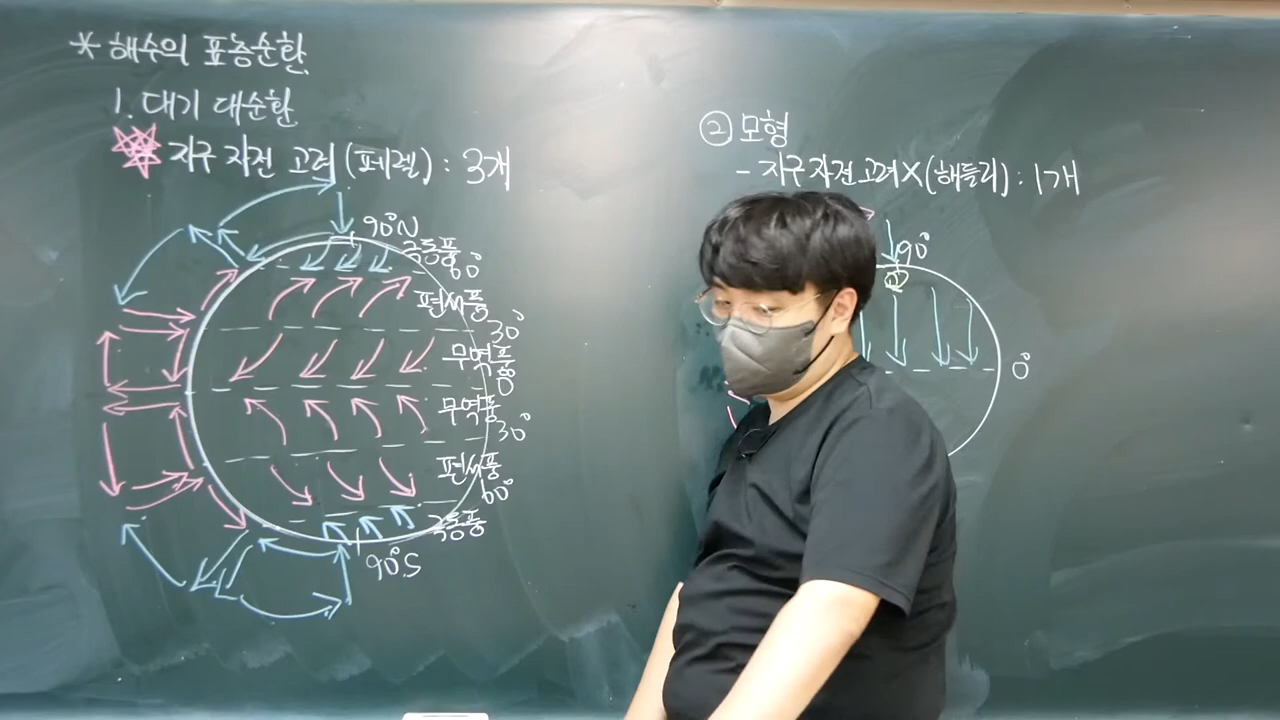 * 해수의 표층순환
1. 대기 대순환
지구 자전 고려 (페렐) : 3개
90°N
극동풍
60°
편서풍
30°
무역풍
0°
무역풍
30°
편서풍
60°
극동풍
90°S
② 모형
- 지구 자전 고려 X (해들리) : 1개
90°
0°